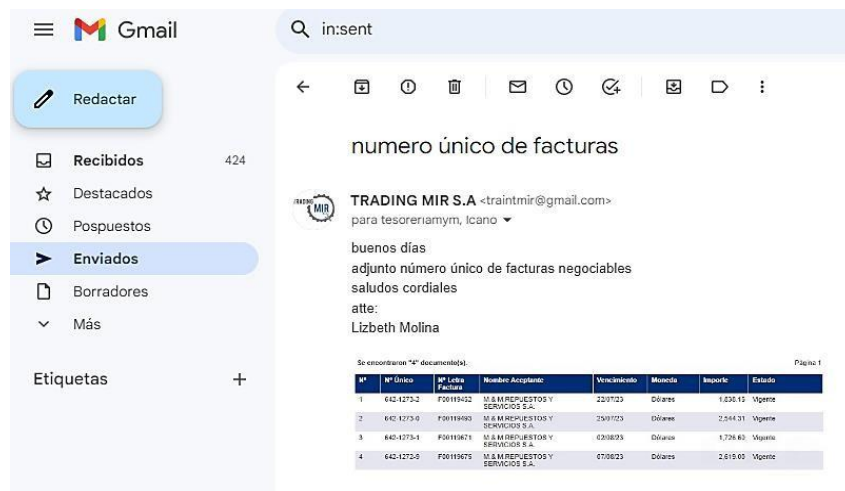 Gmail
in:sent
Redactar
Recibidos 424
Destacados
Pospuestos
Enviados
Borradores
Más
Etiquetas
numero único de facturas
TRADING MIR
TRADING MIR S.A <traintmir@gmail.com>
para tesoreriamym, lcano
buenos días
adjunto número único de facturas negociables
saludos cordiales
atte:
Lizbeth Molina
Se encontraron "4" documento(s). Página 1
Nº Nº Único Nº Letra Factura Nombre Aceptante Vencimiento Moneda Importe Estado
1 642-1273-2 F00119452 M & M REPUESTOS Y SERVICIOS S.A. 22/07/23 Dólares 1,838.15 Vigente
2 642-1273-0 F00119493 M & M REPUESTOS Y SERVICIOS S.A. 25/07/23 Dólares 2,544.31 Vigente
3 642-1273-1 F00119671 M & M REPUESTOS Y SERVICIOS S.A. 02/08/23 Dólares 1,726.60 Vigente
4 642-1272-9 F00119675 M & M REPUESTOS Y SERVICIOS S.A. 07/08/23 Dólares 2,619.00 Vigente